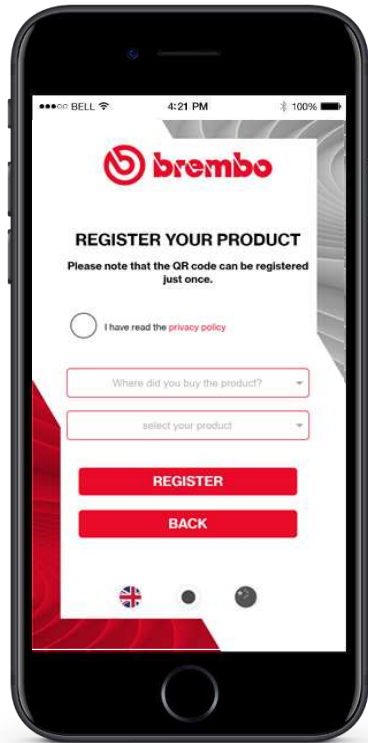 ●●●○○ BELL 4:21 PM 100%
brembo
REGISTER YOUR PRODUCT
Please note that the QR code can be registered
just once.
I have read the privacy policy
Where did you buy the product?
select your product
REGISTER
BACK